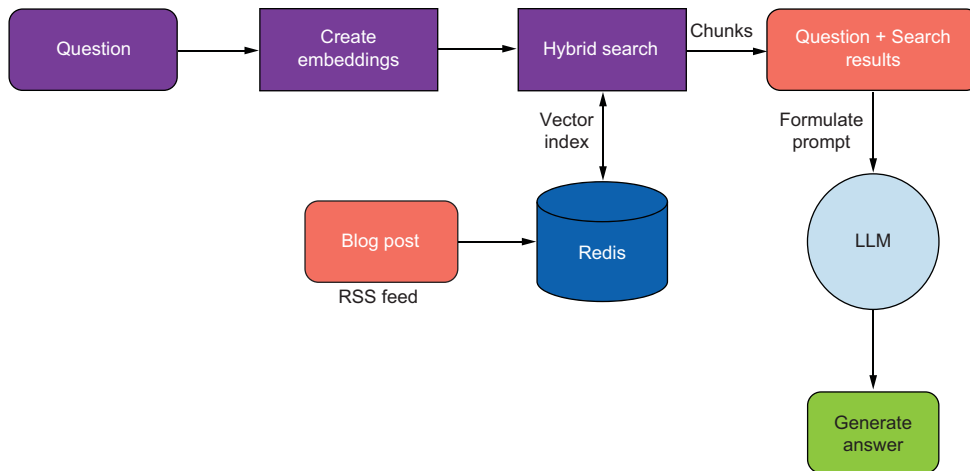 Question
Create
embeddings
Hybrid search
Chunks
Question + Search
results
Vector
index
Formulate
prompt
Blog post
RSS feed
Redis
LLM
Generate
answer